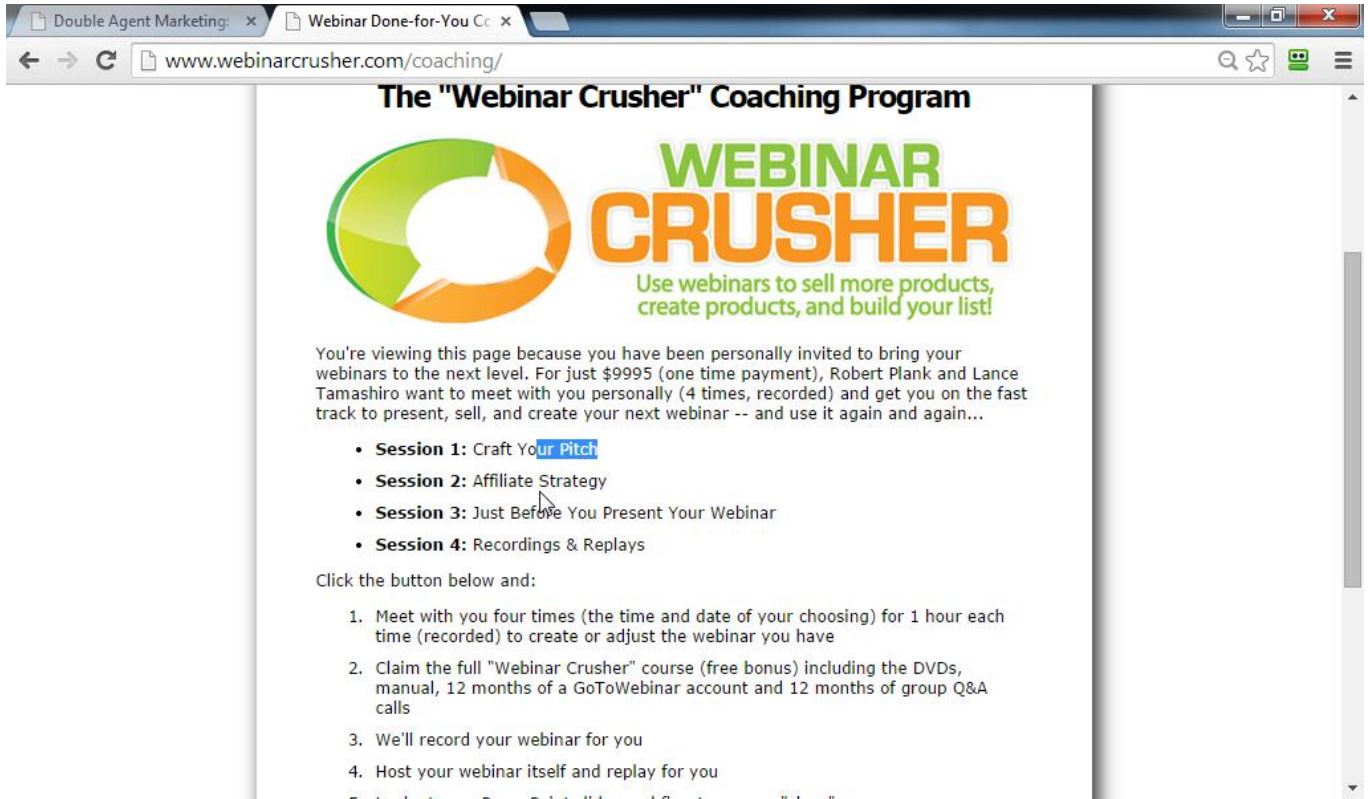 Double Agent Marketing:
Webinar Done-for-You Co
www.webinarcrusher.com/coaching/
The "Webinar Crusher" Coaching Program
WEBINAR
CRUSHER
Use webinars to sell more products,
create products, and build your list!
You're viewing this page because you have been personally invited to bring your
webinars to the next level. For just $9995 (one time payment), Robert Plank and Lance
Tamashiro want to meet with you personally (4 times, recorded) and get you on the fast
track to present, sell, and create your next webinar -- and use it again and again...
• Session 1: Craft Your Pitch
• Session 2: Affiliate Strategy
• Session 3: Just Before You Present Your Webinar
• Session 4: Recordings & Replays
Click the button below and:
1. Meet with you four times (the time and date of your choosing) for 1 hour each
time (recorded) to create or adjust the webinar you have
2. Claim the full "Webinar Crusher" course (free bonus) including the DVDs,
manual, 12 months of a GoToWebinar account and 12 months of group Q&A
calls
3. We'll record your webinar for you
4. Host your webinar itself and replay for you